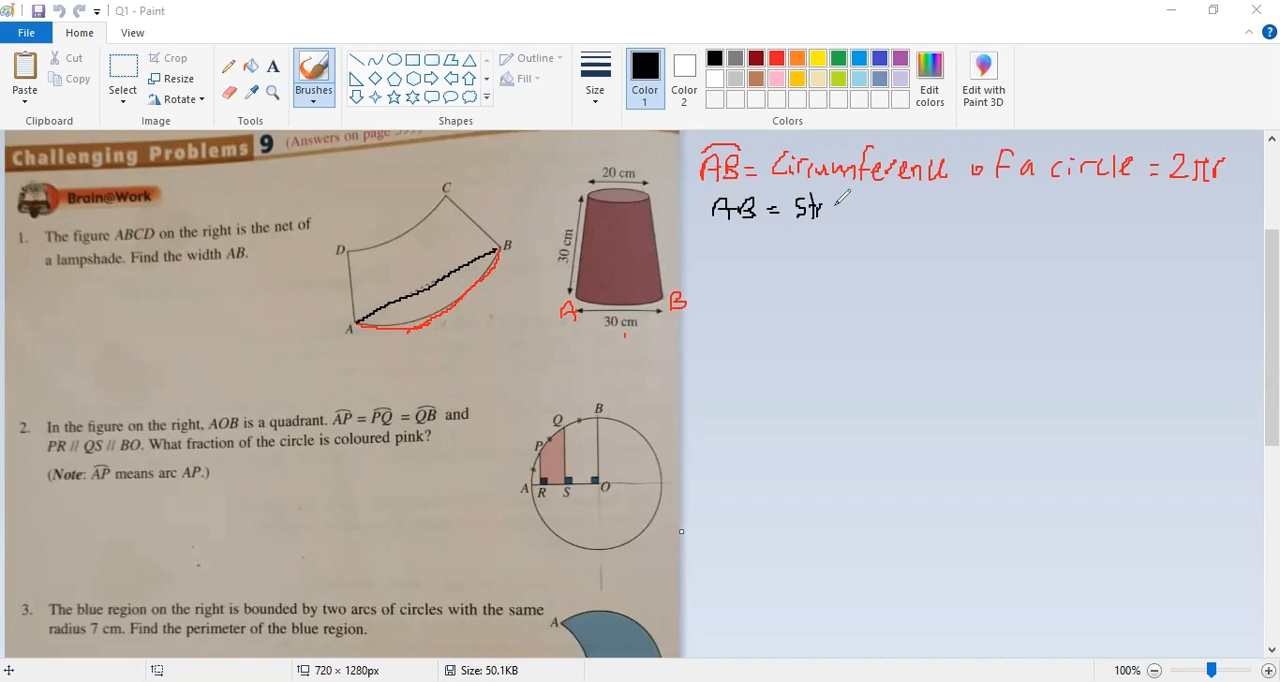 Q1 - Paint
File
Home
View
Paste
Cut
Copy
Clipboard
Select
Crop
Resize
Rotate
Image
A
Tools
Brushes
Shapes
Outline
Fill
Size
Color 1
Color 2
Edit colors
Edit with Paint 3D
Colors
Challenging Problems 9 (Answers on page
Brain@Work
1. The figure ABCD on the right is the net of
a lampshade. Find the width AB.
D
C
B
A
20 cm
30 cm
A
B
30 cm
2. In the figure on the right, AOB is a quadrant. AP = PQ = QB and
PR // QS // BO. What fraction of the circle is coloured pink?
(Note: AP means arc AP.)
B
Q
P
A R S O
3. The blue region on the right is bounded by two arcs of circles with the same
radius 7 cm. Find the perimeter of the blue region.
A
AB = Circumference of a circle = 2πr
AB = Str
720 × 1280px
Size: 50.1KB
100%